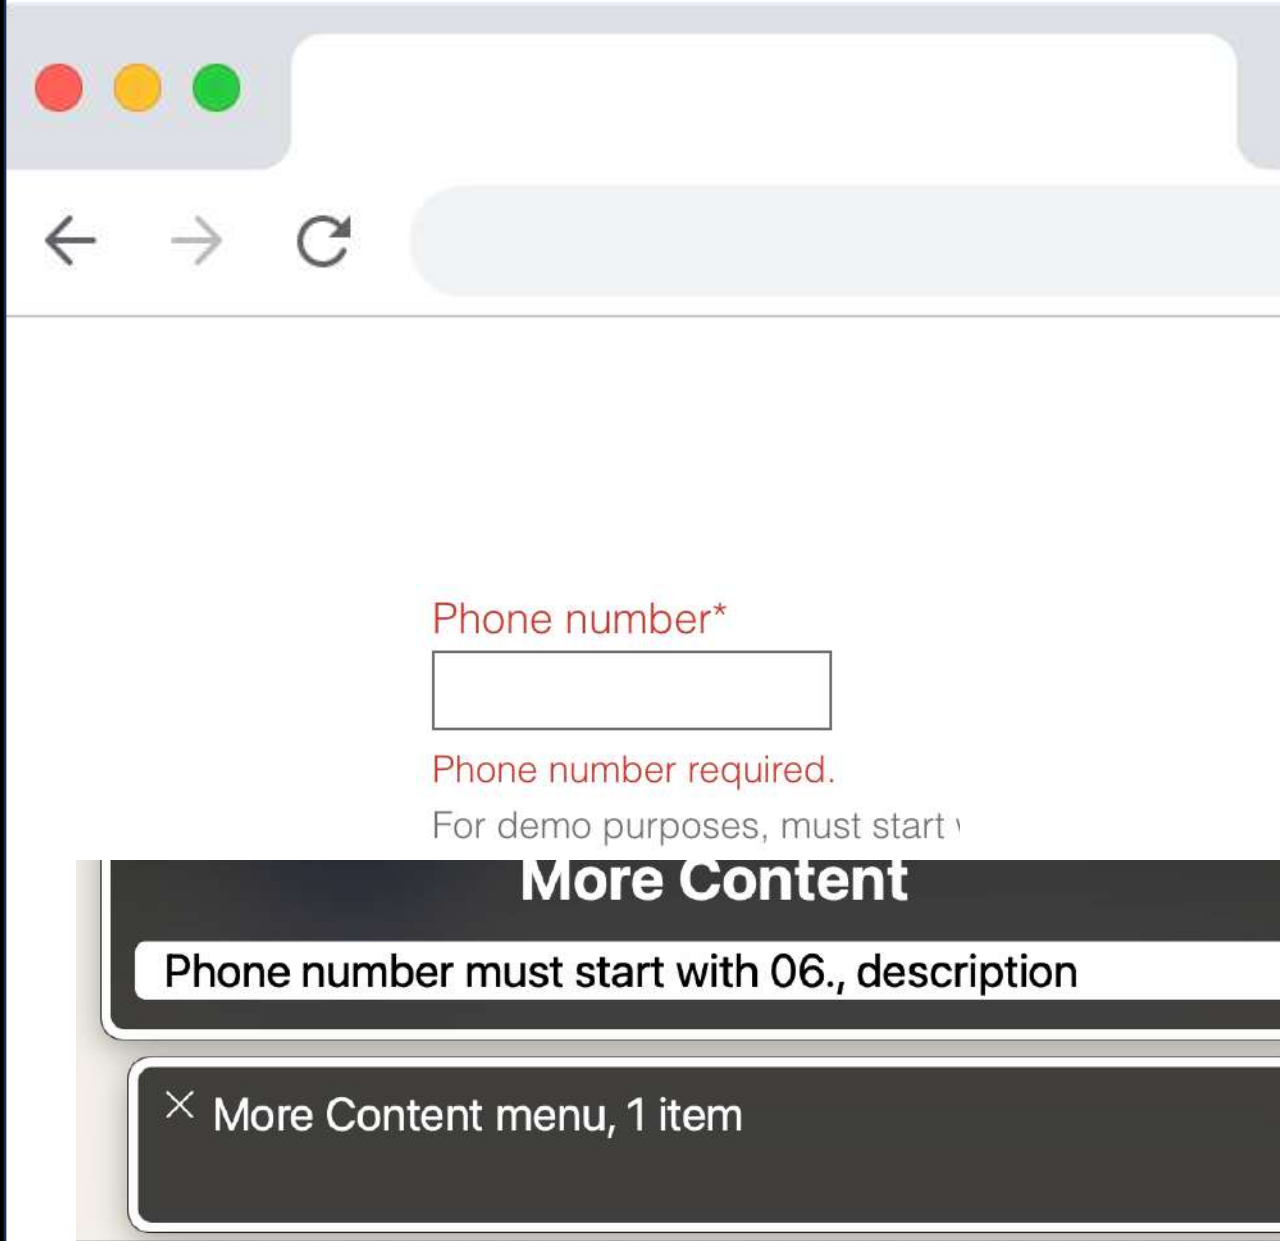 Phone number*
Phone number required.
For demo purposes, must start
More Content
Phone number must start with 06., description
× More Content menu, 1 item